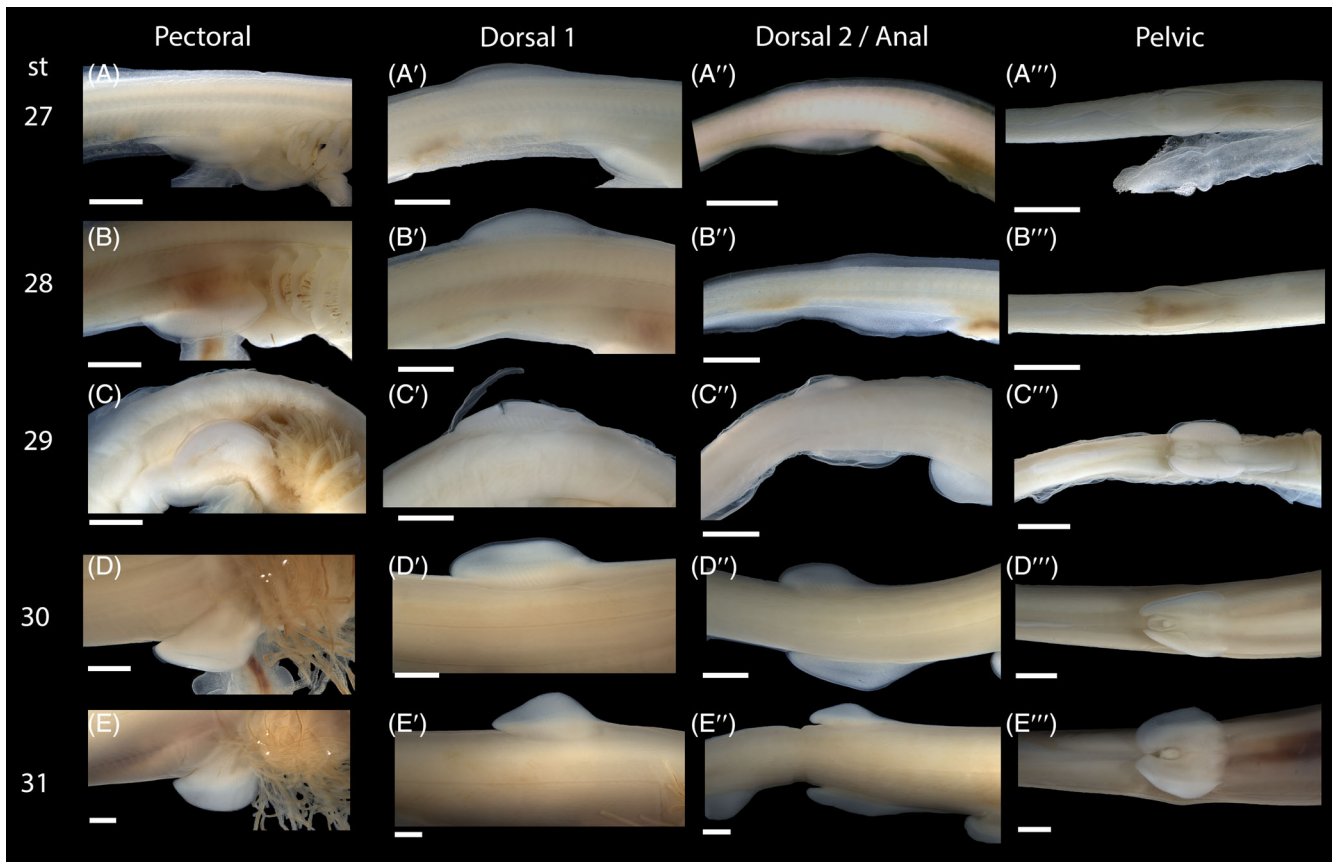 Pectoral Dorsal 1 Dorsal 2 / Anal Pelvic
st
(A) (A′) (A′′) (A′′′)
27
(B) (B′) (B′′) (B′′′)
28
(C) (C′) (C′′) (C′′′)
29
(D) (D′) (D′′) (D′′′)
30
(E) (E′) (E′′) (E′′′)
31